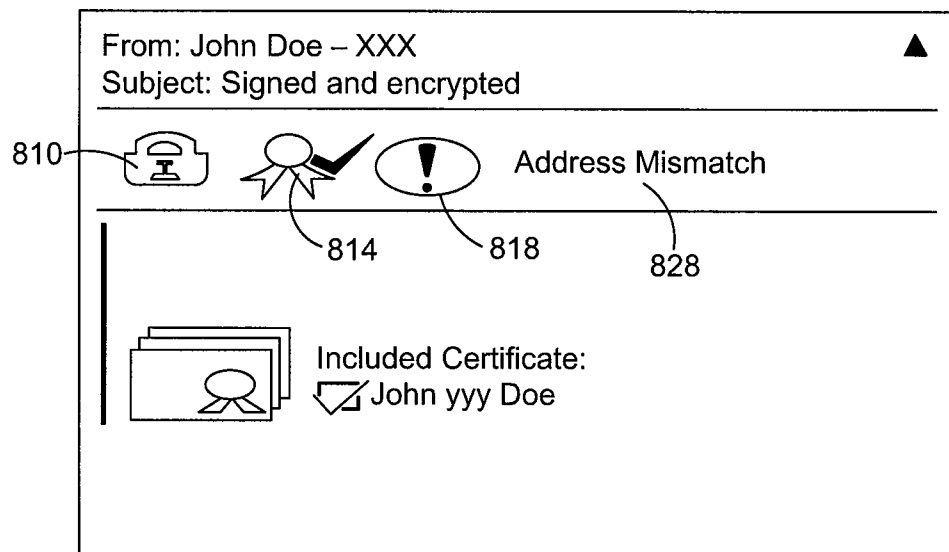 From: John Doe – XXX
Subject: Signed and encrypted
810
! Address Mismatch
814
818
828
Included Certificate:
John yyy Doe